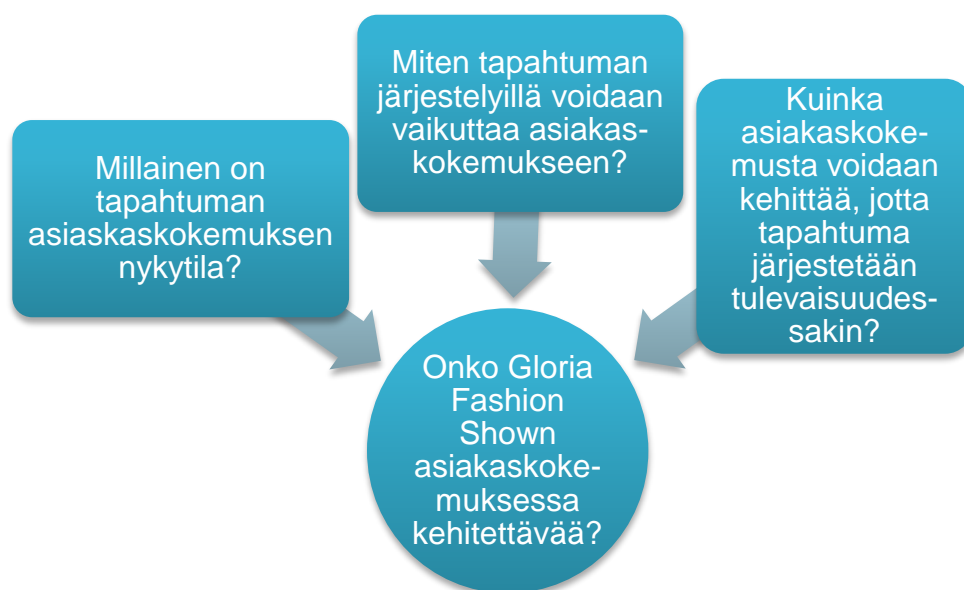 Millainen on
tapahtuman
asiaskaskokemuksen
nykytila?
Miten tapahtuman
järjestelyillä voidaan
vaikuttaa asiakas-
kokemukseen?
Kuinka
asiakaskoke-
musta voidaan
kehittää, jotta
tapahtuma
järjestetään
tulevaisuudes-
sakin?
Onko Gloria
Fashion
Shown
asiakaskoke-
muksessa
kehitettävää?